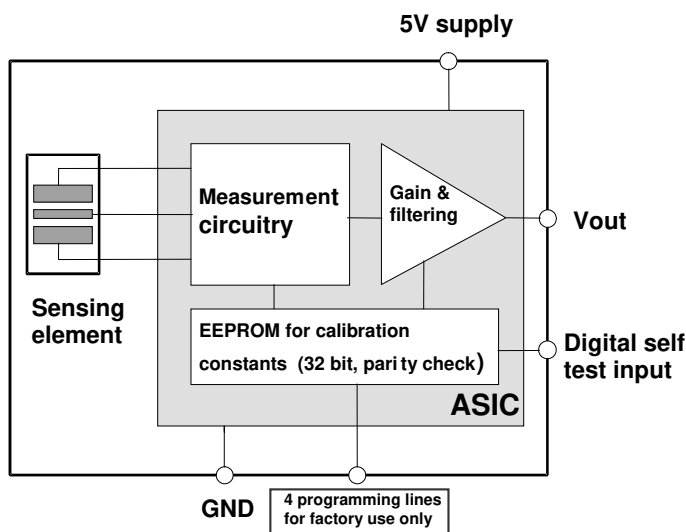 5V supply
Measurement
circuitry
Gain &
filtering
Vout
Sensing
element
EEPROM for calibration
constants (32 bit, parity check)
Digital self
test input
ASIC
GND
4 programming lines
for factory use only